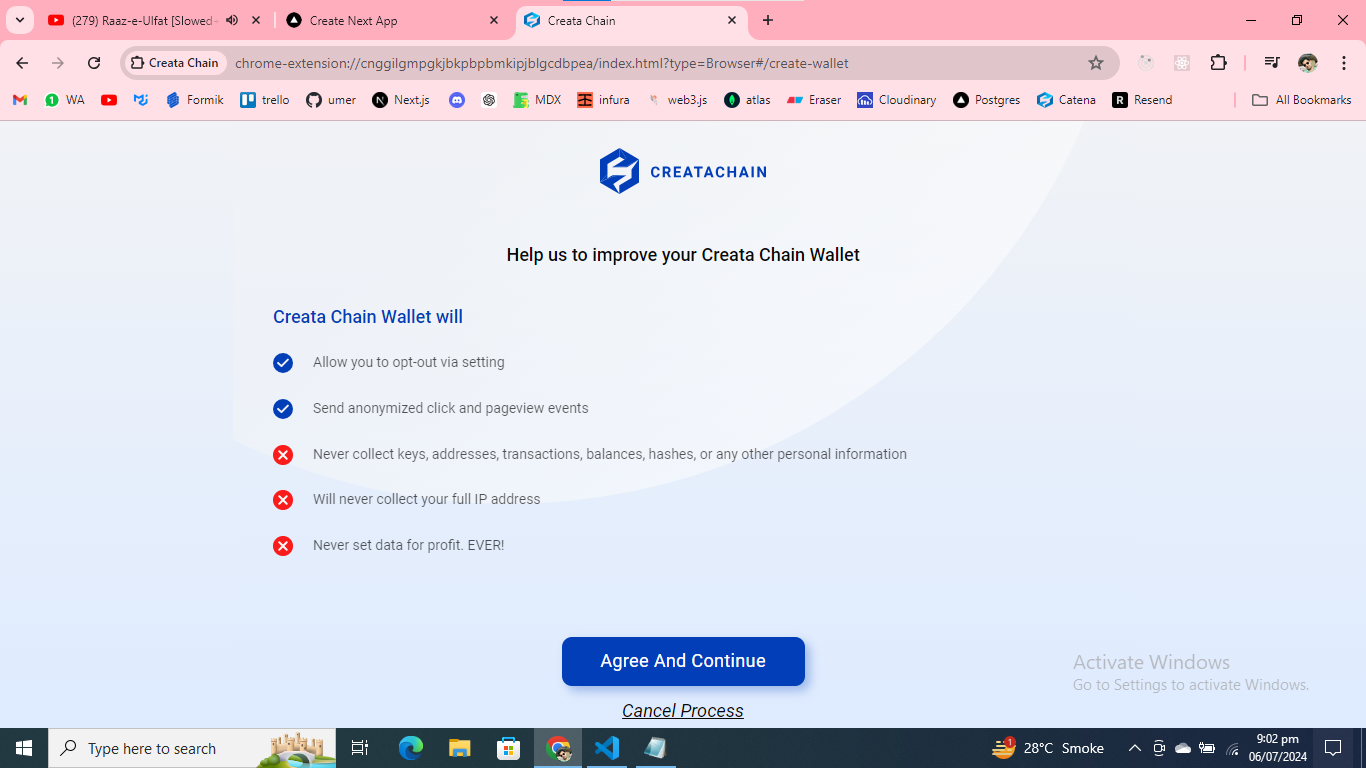 (279) Raaz-e-Ulfat [Slowed
Create Next App
Creata Chain
Creata Chain
chrome-extension://cnggilgmpgkjbkpbpbmkipjblgcdbpea/index.html?type=Browser#/create-wallet
WA
Formik
trello
umer
Next.js
MDX
infura
web3.js
atlas
Eraser
Cloudinary
Postgres
Catena
Resend
All Bookmarks
CREATACHAIN
Help us to improve your Creata Chain Wallet
Creata Chain Wallet will
Allow you to opt-out via setting
Send anonymized click and pageview events
Never collect keys, addresses, transactions, balances, hashes, or any other personal information
Will never collect your full IP address
Never set data for profit. EVER!
Agree And Continue
Cancel Process
Activate Windows
Go to Settings to activate Windows.
Type here to search
1
28°C Smoke
9:02 pm
06/07/2024